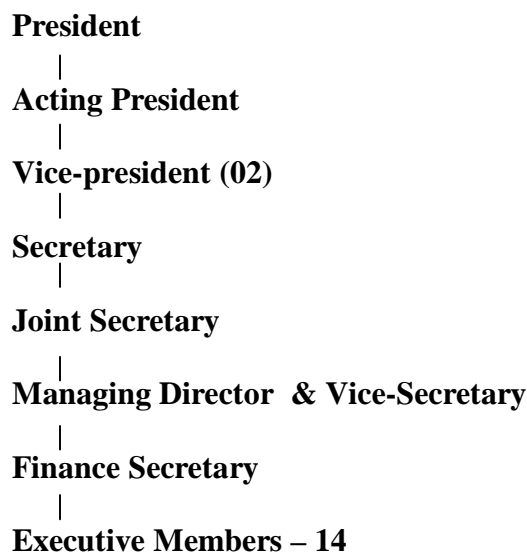 President
Acting President
Vice-president (02)
Secretary
Joint Secretary
Managing Director & Vice-Secretary
Finance Secretary
Executive Members – 14